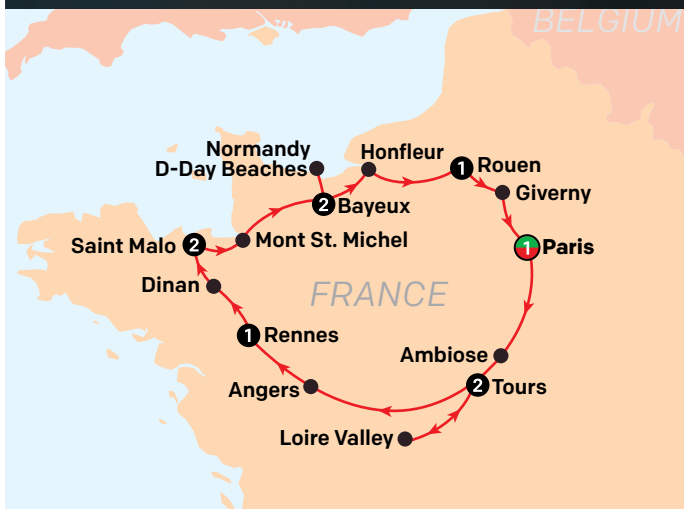 BELGIUM
Normandy
D-Day Beaches
Honfleur
1 Rouen
Giverny
2 Bayeux
Saint Malo 2
Mont St. Michel
1 Paris
Dinan
FRANCE
1 Rennes
Ambiose
Angers
2 Tours
Loire Valley